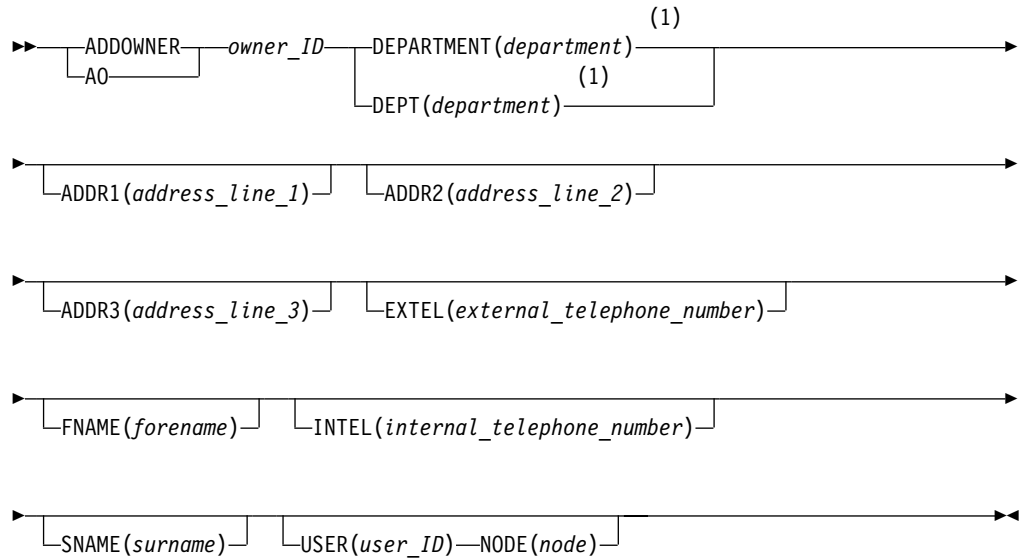 (1)
ADDOWNER owner_ID DEPARTMENT(department)
AO (1)
DEPT(department)
ADDR1(address_line_1) ADDR2(address_line_2)
ADDR3(address_line_3) EXTEL(external_telephone_number)
FNAME(forename) INTEL(internal_telephone_number)
SNAME(surname) USER(user_ID) NODE(node)